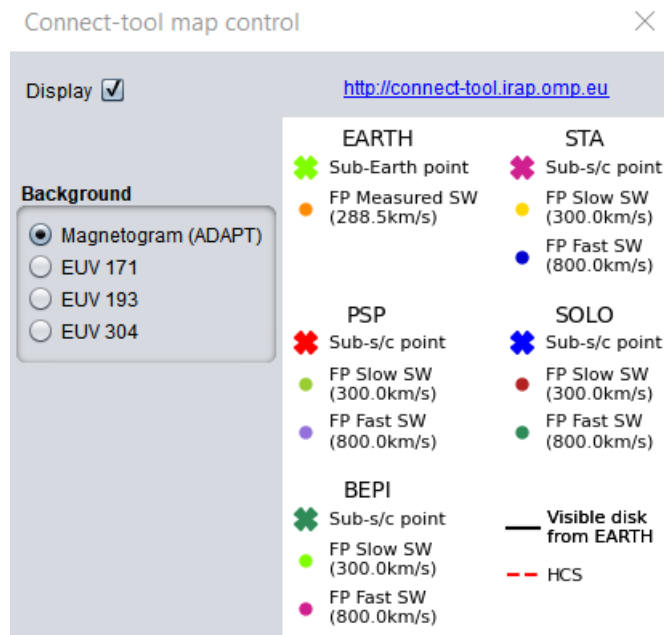 Connect-tool map control
Display
http://connect-tool.irap.omp.eu
Background
Magnetogram (ADAPT)
EUV 171
EUV 193
EUV 304
EARTH
Sub-Earth point
FP Measured SW
(288.5km/s)
STA
Sub-s/c point
FP Slow SW
(300.0km/s)
FP Fast SW
(800.0km/s)
PSP
Sub-s/c point
FP Slow SW
(300.0km/s)
FP Fast SW
(800.0km/s)
SOLO
Sub-s/c point
FP Slow SW
(300.0km/s)
FP Fast SW
(800.0km/s)
BEPI
Sub-s/c point
FP Slow SW
(300.0km/s)
FP Fast SW
(800.0km/s)
Visible disk
from EARTH
HCS